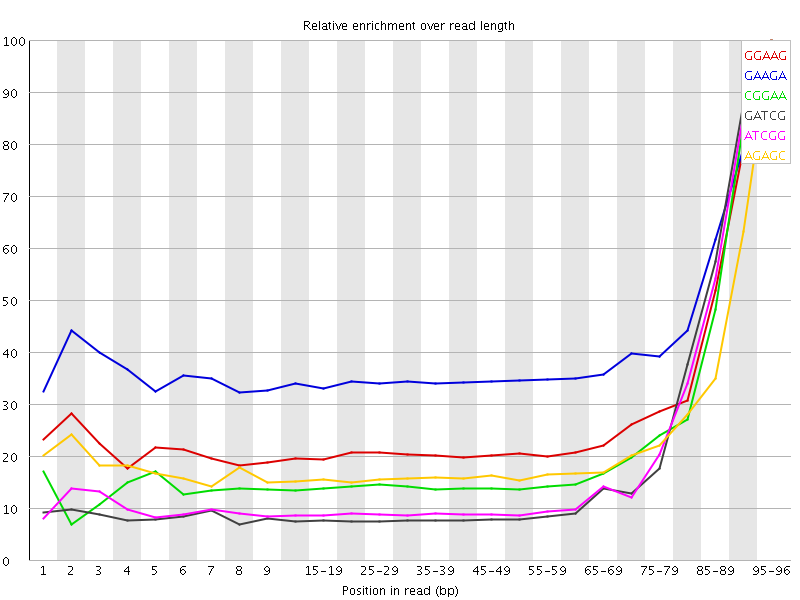 Relative enrichment over read length
100
90
80
70
60
50
40
30
20
10
0
GGAAG
GAAGA
CGGAA
GATCG
ATCGG
AGAGC
1 2 3 4 5 6 7 8 9 15-19 25-29 35-39 45-49 55-59 65-69 75-79 85-89 95-96
Position in read (bp)